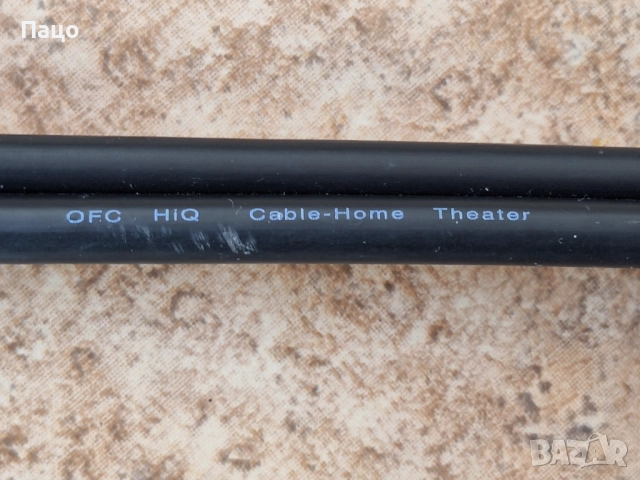 Пацо
OFC HiQ Cable-Home Theater
BAZAR